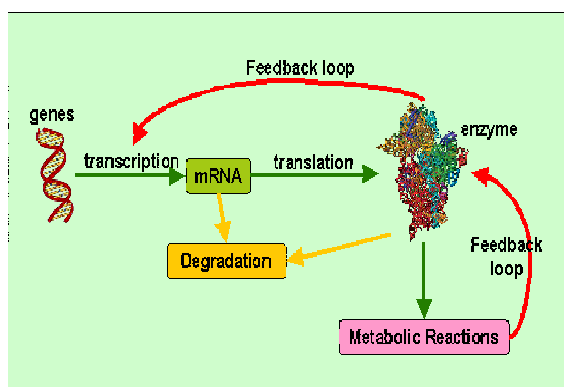 Feedback loop
genes
enzyme
transcription
mRNA
translation
Degradation
Feedback
loop
Metabolic Reactions